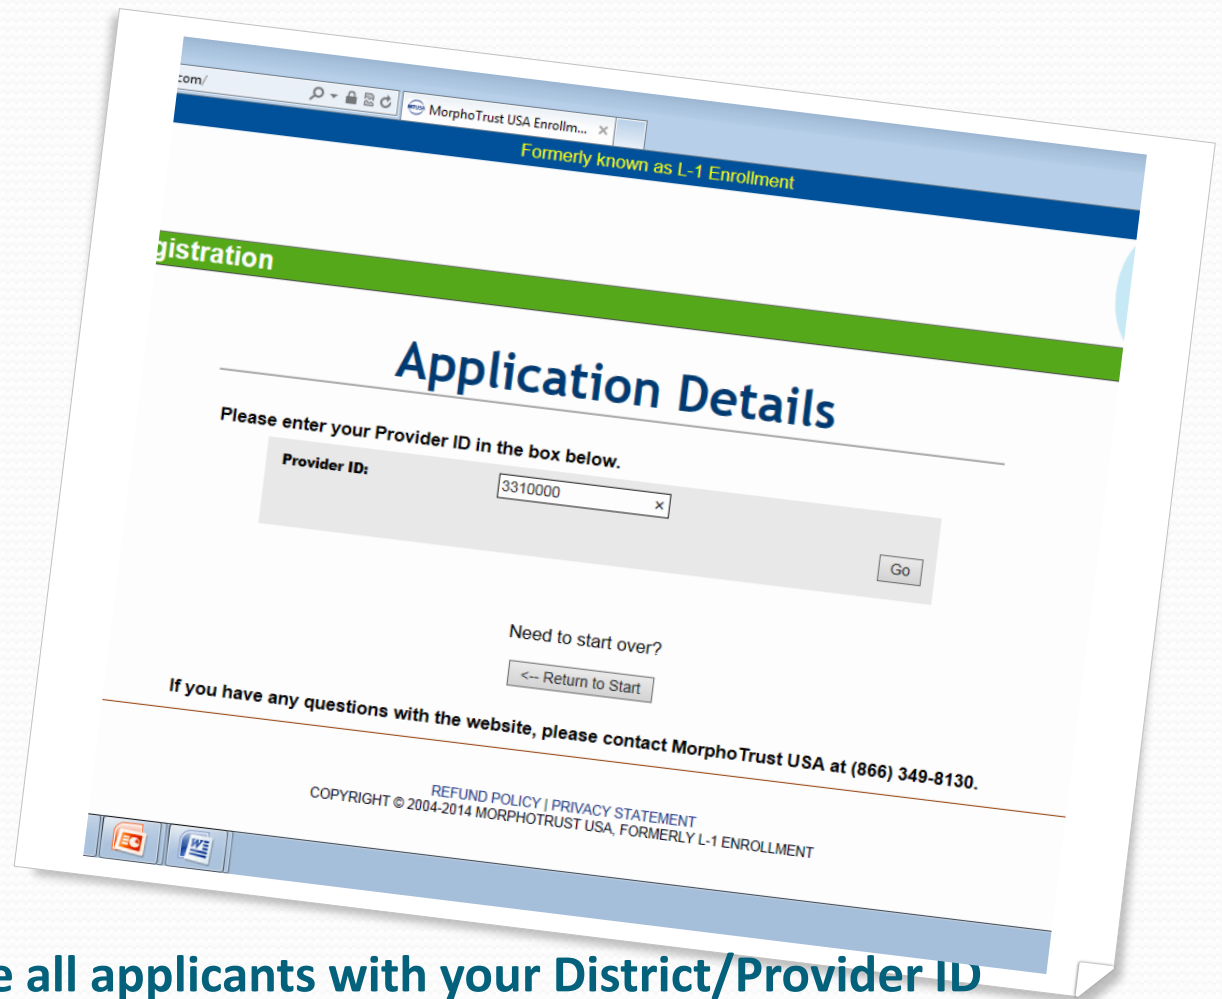 com/
MorphoTrust USA Enrollm... ×
Formerly known as L-1 Enrollment
gistration
Application Details
Please enter your Provider ID in the box below.
Provider ID:
3310000 ×
Go
Need to start over?
<-- Return to Start
If you have any questions with the website, please contact MorphoTrust USA at (866) 349-8130.
REFUND POLICY | PRIVACY STATEMENT
COPYRIGHT © 2004-2014 MORPHOTRUST USA, FORMERLY L-1 ENROLLMENT
e all applicants with your District/Provider ID